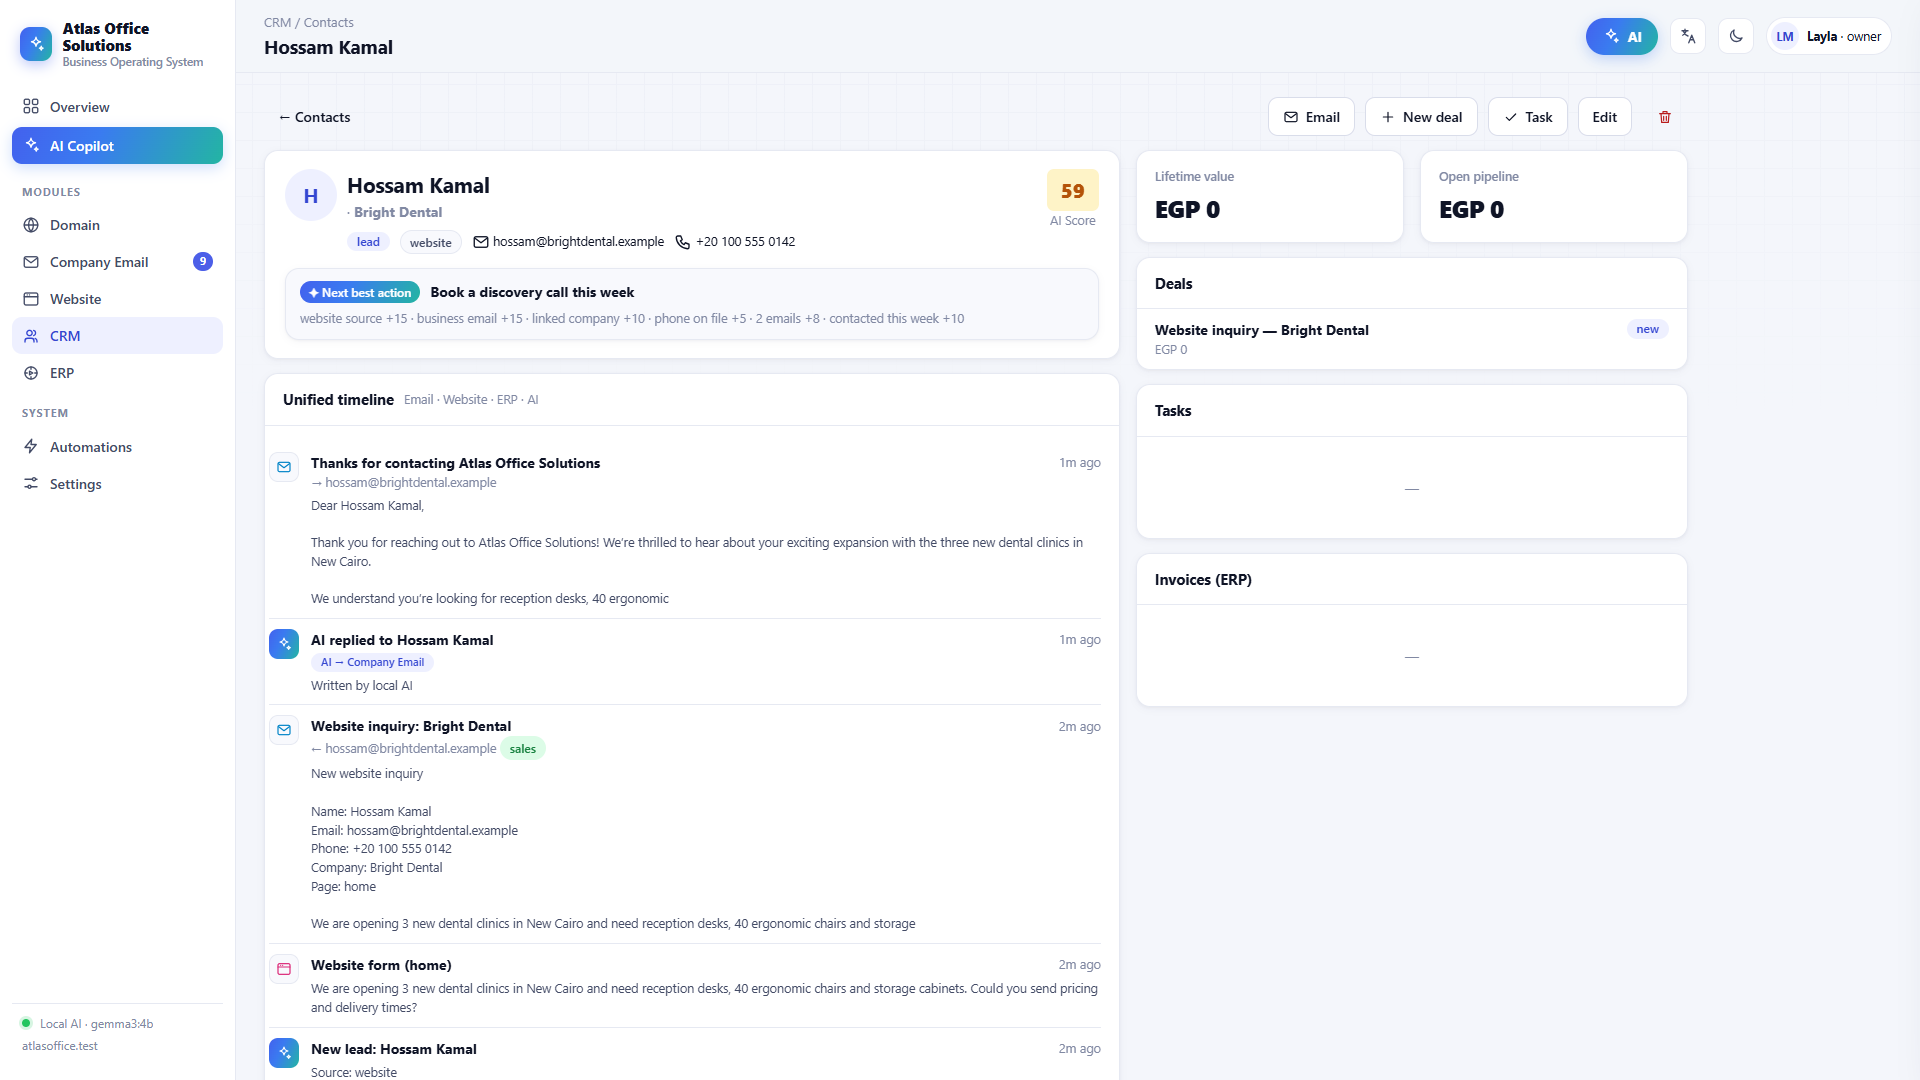 Atlas Office
Solutions
Business Operating System
Overview
AI Copilot
MODULES
Domain
Company Email 9
Website
CRM
ERP
SYSTEM
Automations
Settings
Local AI · gemma3:4b
atlasoffice.test
CRM / Contacts
Hossam Kamal
AI
LM Layla · owner
← Contacts
Email
New deal
Task
Edit
H
Hossam Kamal
· Bright Dental
lead website hossam@brightdental.example +20 100 555 0142
59
AI Score
Next best action Book a discovery call this week
website source +15 · business email +15 · linked company +10 · phone on file +5 · 2 emails +8 · contacted this week +10
Unified timeline Email · Website · ERP · AI
Thanks for contacting Atlas Office Solutions 1m ago
→ hossam@brightdental.example
Dear Hossam Kamal,
Thank you for reaching out to Atlas Office Solutions! We're thrilled to hear about your exciting expansion with the three new dental clinics in
New Cairo.
We understand you're looking for reception desks, 40 ergonomic
AI replied to Hossam Kamal 1m ago
AI → Company Email
Written by local AI
Website inquiry: Bright Dental 2m ago
← hossam@brightdental.example sales
New website inquiry
Name: Hossam Kamal
Email: hossam@brightdental.example
Phone: +20 100 555 0142
Company: Bright Dental
Page: home
We are opening 3 new dental clinics in New Cairo and need reception desks, 40 ergonomic chairs and storage
Website form (home) 2m ago
We are opening 3 new dental clinics in New Cairo and need reception desks, 40 ergonomic chairs and storage cabinets. Could you send pricing
and delivery times?
New lead: Hossam Kamal 2m ago
Source: website
Lifetime value
EGP 0
Open pipeline
EGP 0
Deals
Website inquiry — Bright Dental new
EGP 0
Tasks
—
Invoices (ERP)
—